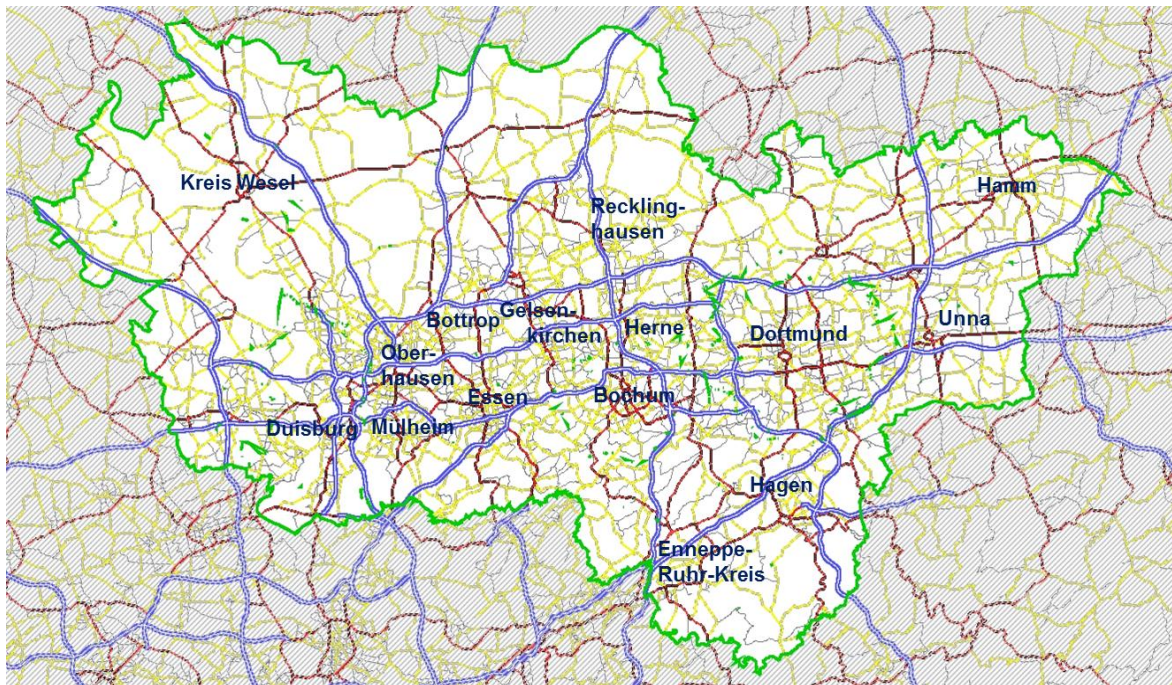 Kreis Wesel
Hamm
Reckling-
hausen
Bottrop
Gelsen-
kirchen
Herne
Dortmund
Unna
Ober-
hausen
Essen
Bochum
Duisburg
Mülheim
Hagen
Enneppe-
Ruhr-Kreis